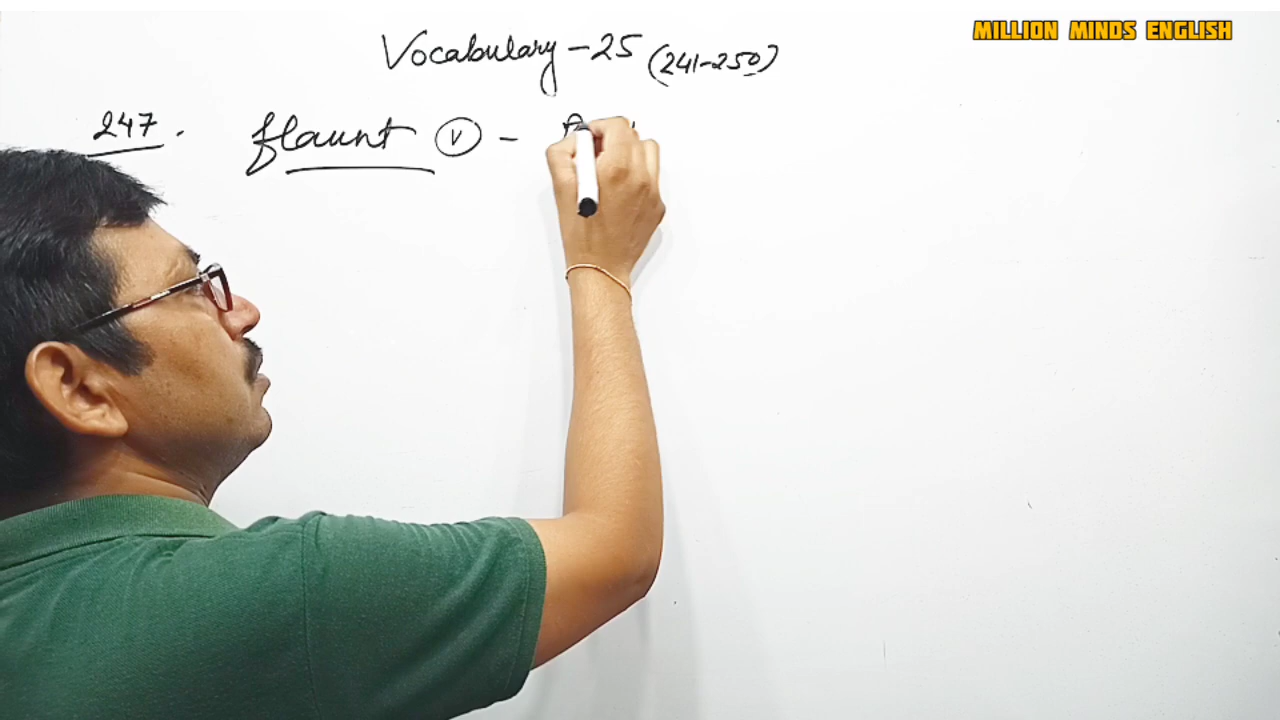 MILLION MINDS ENGLISH
Vocabulary - 25 (241-250)
247. flaunt (v) -